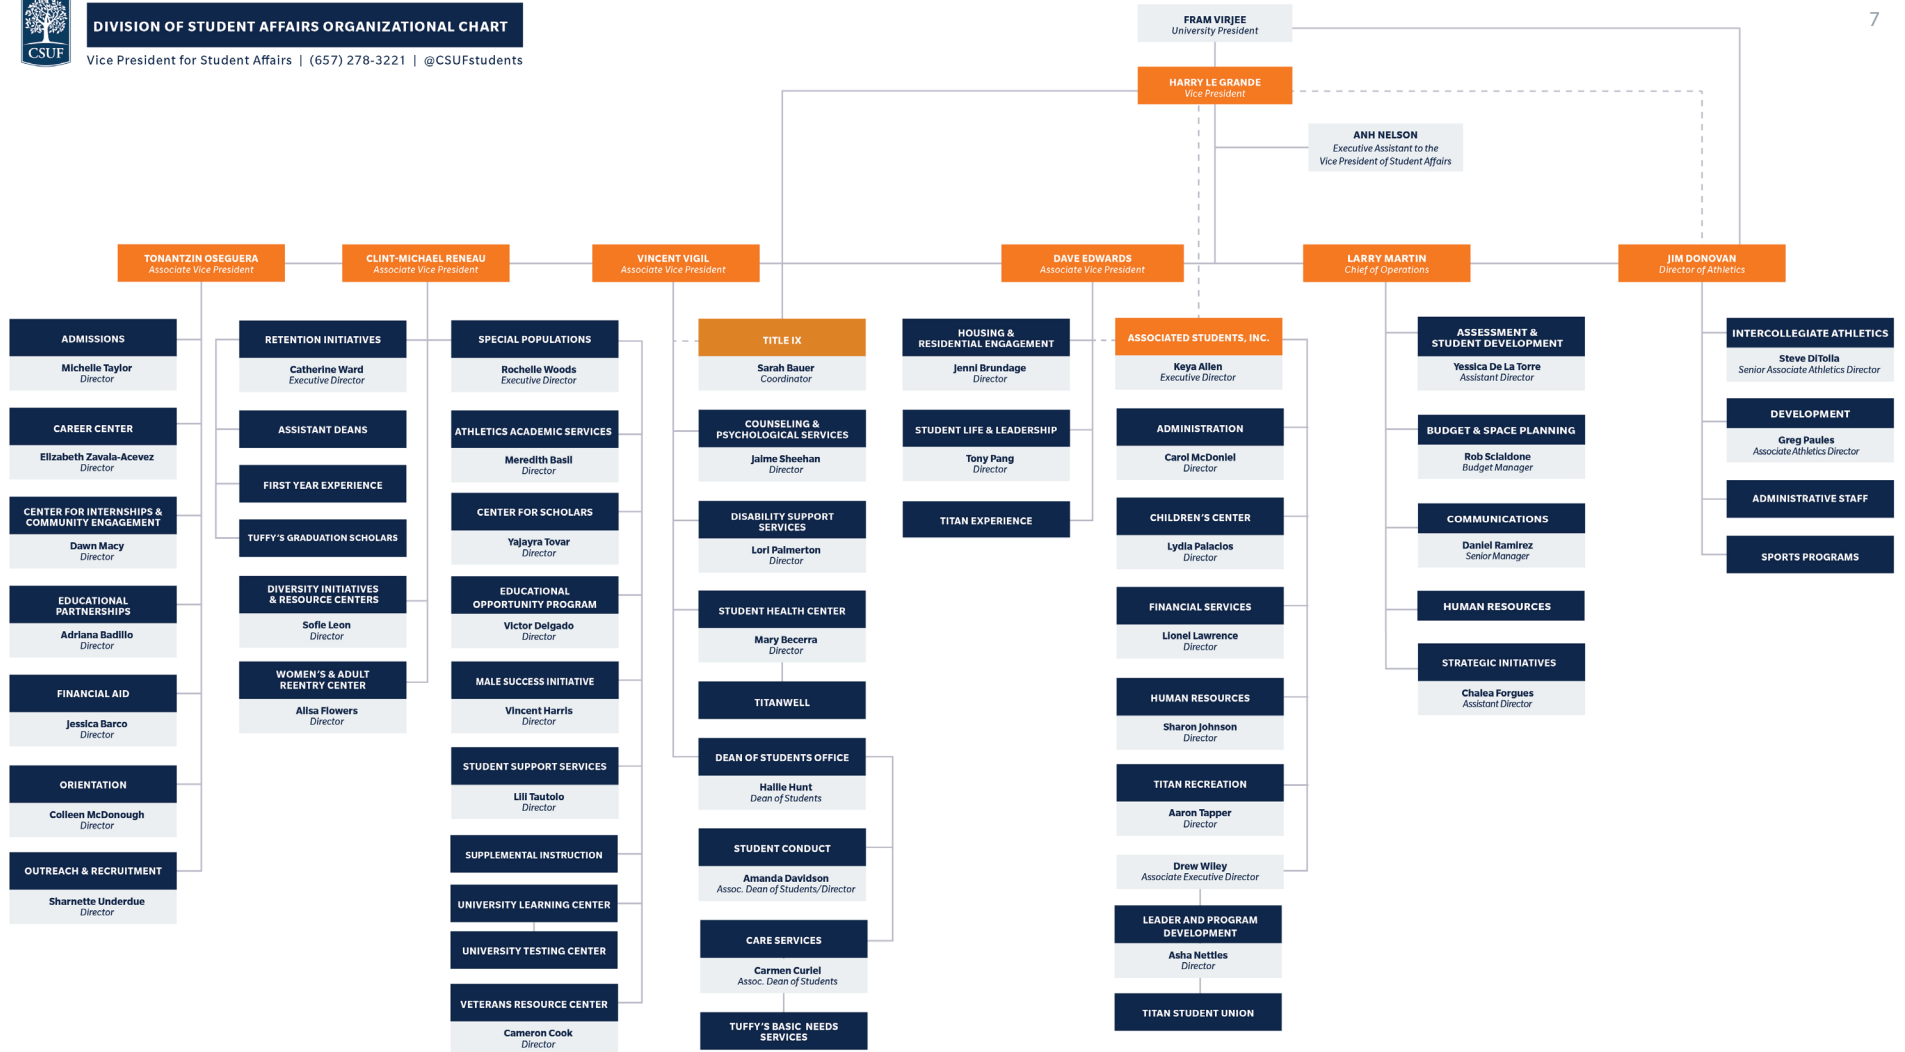 CSUF
DIVISION OF STUDENT AFFAIRS ORGANIZATIONAL CHART
Vice President for Student Affairs | (657) 278-3221 | @CSUFstudents
7
FRAM VIRJEE
University President
HARRY LE GRANDE
Vice President
ANH NELSON
Executive Assistant to the
Vice President of Student Affairs
TONANTZIN OSEGUERA
Associate Vice President
CLINT-MICHAEL RENEAU
Associate Vice President
VINCENT VIGIL
Associate Vice President
DAVE EDWARDS
Associate Vice President
LARRY MARTIN
Chief of Operations
JIM DONOVAN
Director of Athletics
ADMISSIONS
Michelle Taylor
Director
CAREER CENTER
Elizabeth Zavala-Acevez
Director
CENTER FOR INTERNSHIPS &
COMMUNITY ENGAGEMENT
Dawn Macy
Director
EDUCATIONAL
PARTNERSHIPS
Adriana Badillo
Director
FINANCIAL AID
Jessica Barco
Director
ORIENTATION
Colleen McDonough
Director
OUTREACH & RECRUITMENT
Sharnette Underdue
Director
RETENTION INITIATIVES
Catherine Ward
Executive Director
ASSISTANT DEANS
FIRST YEAR EXPERIENCE
TUFFY'S GRADUATION SCHOLARS
DIVERSITY INITIATIVES
& RESOURCE CENTERS
Sofie Leon
Director
WOMEN'S & ADULT
REENTRY CENTER
Alisa Flowers
Director
SPECIAL POPULATIONS
Rochelle Woods
Executive Director
ATHLETICS ACADEMIC SERVICES
Meredith Basil
Director
CENTER FOR SCHOLARS
Yajayra Tovar
Director
EDUCATIONAL
OPPORTUNITY PROGRAM
Victor Delgado
Director
MALE SUCCESS INITIATIVE
Vincent Harris
Director
STUDENT SUPPORT SERVICES
Lili Tautolo
Director
SUPPLEMENTAL INSTRUCTION
UNIVERSITY LEARNING CENTER
UNIVERSITY TESTING CENTER
VETERANS RESOURCE CENTER
Cameron Cook
Director
TITLE IX
Sarah Bauer
Coordinator
COUNSELING &
PSYCHOLOGICAL SERVICES
Jaime Sheehan
Director
DISABILITY SUPPORT
SERVICES
Lori Palmerton
Director
STUDENT HEALTH CENTER
Mary Becerra
Director
TITANWELL
DEAN OF STUDENTS OFFICE
Hallie Hunt
Dean of Students
STUDENT CONDUCT
Amanda Davidson
Assoc. Dean of Students/Director
CARE SERVICES
Carmen Curiel
Assoc. Dean of Students
TUFFY'S BASIC NEEDS
SERVICES
HOUSING &
RESIDENTIAL ENGAGEMENT
Jenni Brundage
Director
STUDENT LIFE & LEADERSHIP
Tony Pang
Director
TITAN EXPERIENCE
ASSOCIATED STUDENTS, INC.
Keya Allen
Executive Director
ADMINISTRATION
Carol McDoniel
Director
CHILDREN'S CENTER
Lydia Palacios
Director
FINANCIAL SERVICES
Lionel Lawrence
Director
HUMAN RESOURCES
Sharon Johnson
Director
TITAN RECREATION
Aaron Tapper
Director
Drew Wiley
Associate Executive Director
LEADER AND PROGRAM
DEVELOPMENT
Asha Nettles
Director
TITAN STUDENT UNION
ASSESSMENT &
STUDENT DEVELOPMENT
Yessica De La Torre
Assistant Director
BUDGET & SPACE PLANNING
Rob Scialdone
Budget Manager
COMMUNICATIONS
Daniel Ramirez
Senior Manager
HUMAN RESOURCES
STRATEGIC INITIATIVES
Chalea Forgues
Assistant Director
INTERCOLLEGIATE ATHLETICS
Steve DiTolla
Senior Associate Athletics Director
DEVELOPMENT
Greg Paules
Associate Athletics Director
ADMINISTRATIVE STAFF
SPORTS PROGRAMS